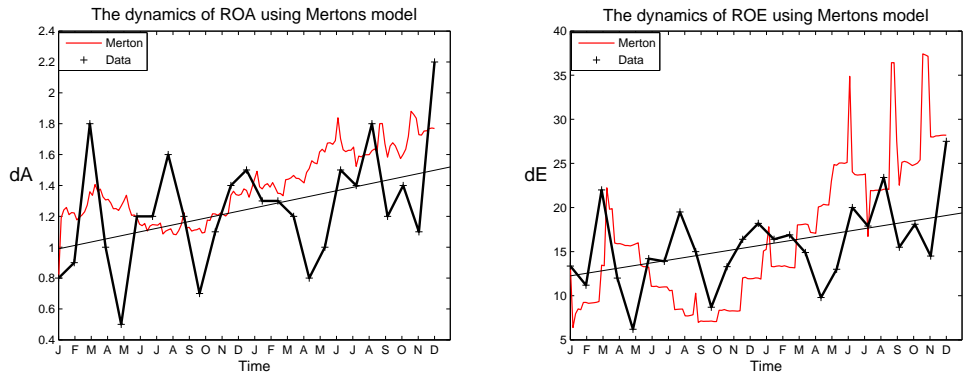 The dynamics of ROA using Mertons model
2.4
2.2
2
1.8
1.6
1.4
1.2
1
0.8
0.6
0.4
dA
Merton
Data
J F M A M J J A S O N D J F M A M J J A S O N D
Time
The dynamics of ROE using Mertons model
40
35
30
25
20
15
10
5
dE
Merton
Data
J F M A M J J A S O N D J F M A M J J A S O N D
Time